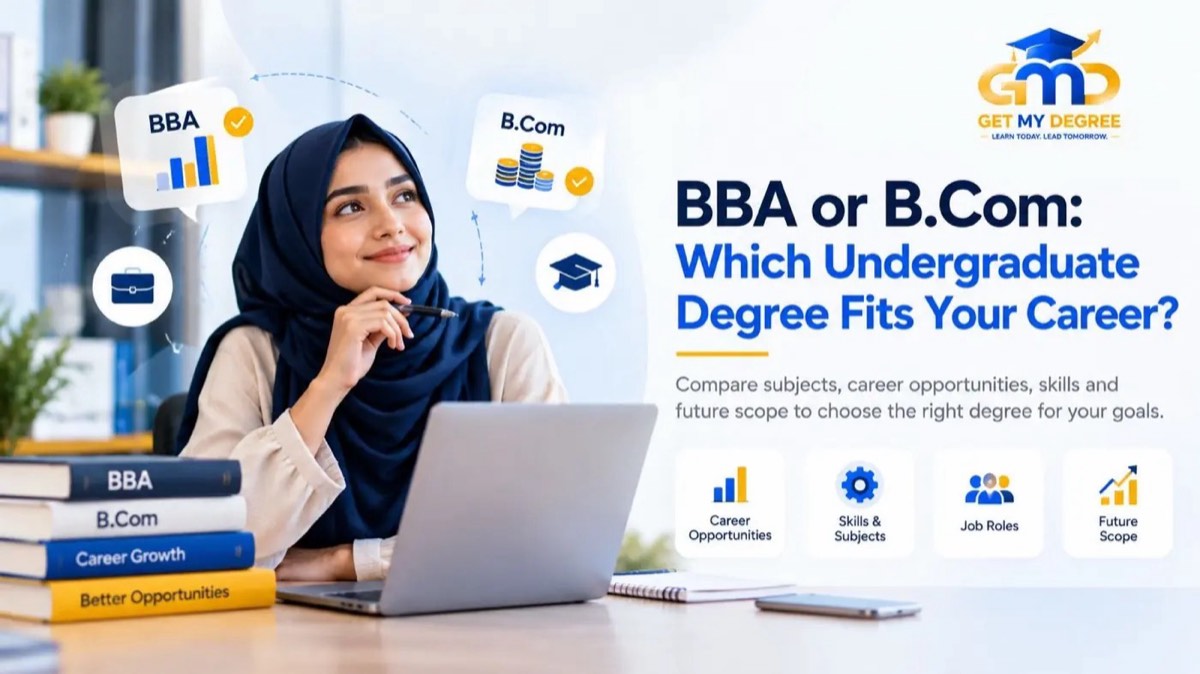 BBA
B.Com
GMD
GET MY DEGREE
LEARN TODAY. LEAD TOMORROW.
BBA or B.Com:
Which Undergraduate
Degree Fits Your Career?
Compare subjects, career opportunities, skills and
future scope to choose the right degree for your goals.
Career
Opportunities
Skills &
Subjects
Job Roles
Future
Scope
BBA
B.Com
Career Growth
Better Opportunities